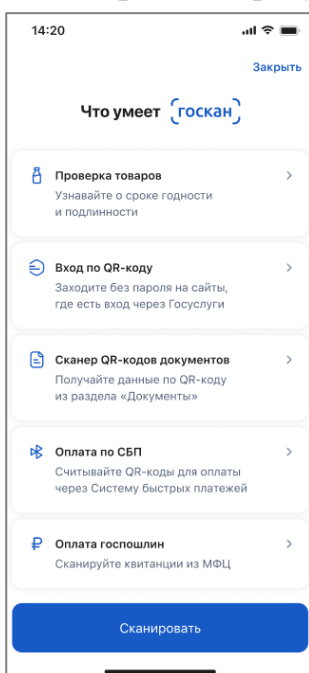 14:20
Закрыть
Что умеет госкан
Проверка товаров
Узнавайте о сроке годности
и подлинности
Вход по QR-коду
Заходите без пароля на сайты,
где есть вход через Госуслуги
Сканер QR-кодов документов
Получайте данные по QR-коду
из раздела «Документы»
Оплата по СБП
Считывайте QR-коды для оплаты
через Систему быстрых платежей
Оплата госпошлин
Сканируйте квитанции из МФЦ
Сканировать